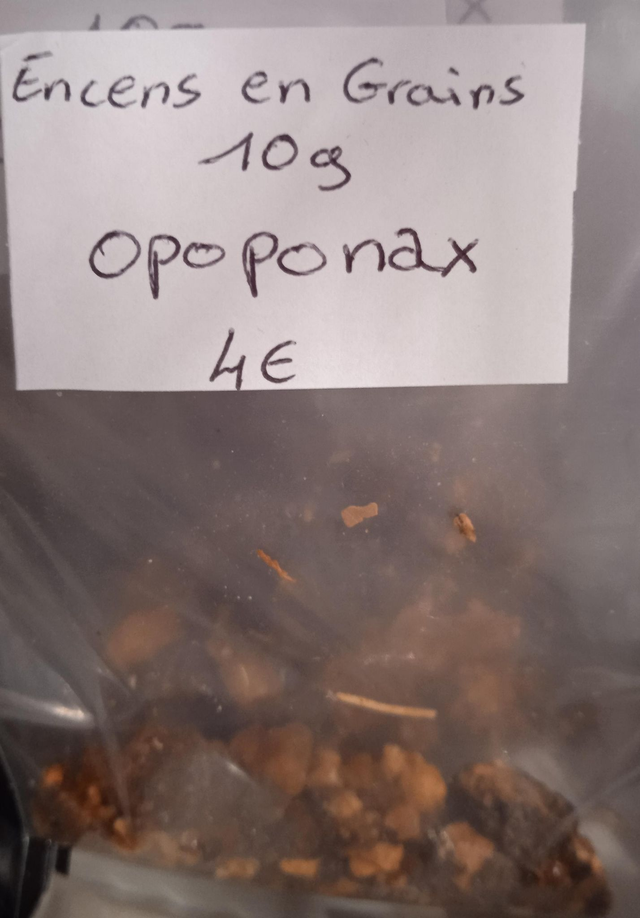 Encens en Grains
10g
Opoponax
4€